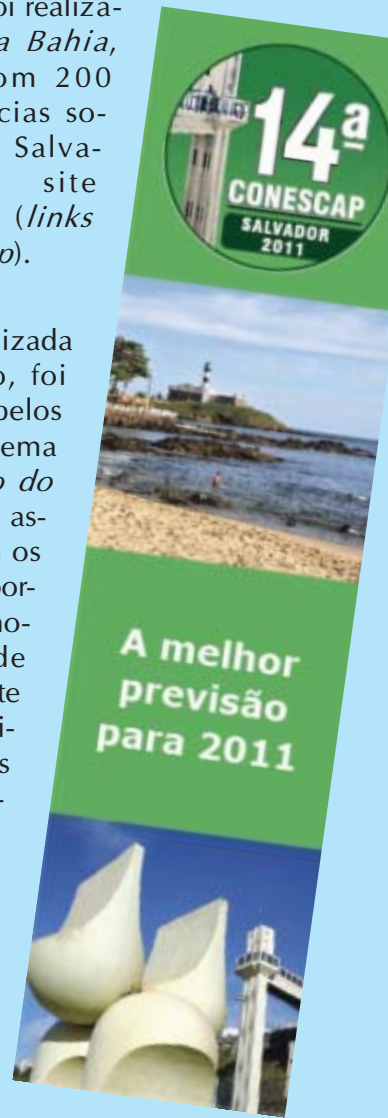 oi realiza-
a Bahia,
om 200
cias so-
Salva-
site
(links
p).
izada
o, foi
pelos
ema
o do
as-
os
por-
no-
de
te
i-
s
-
14ª
CONESCAP
SALVADOR
2011
A melhor
previsão
para 2011